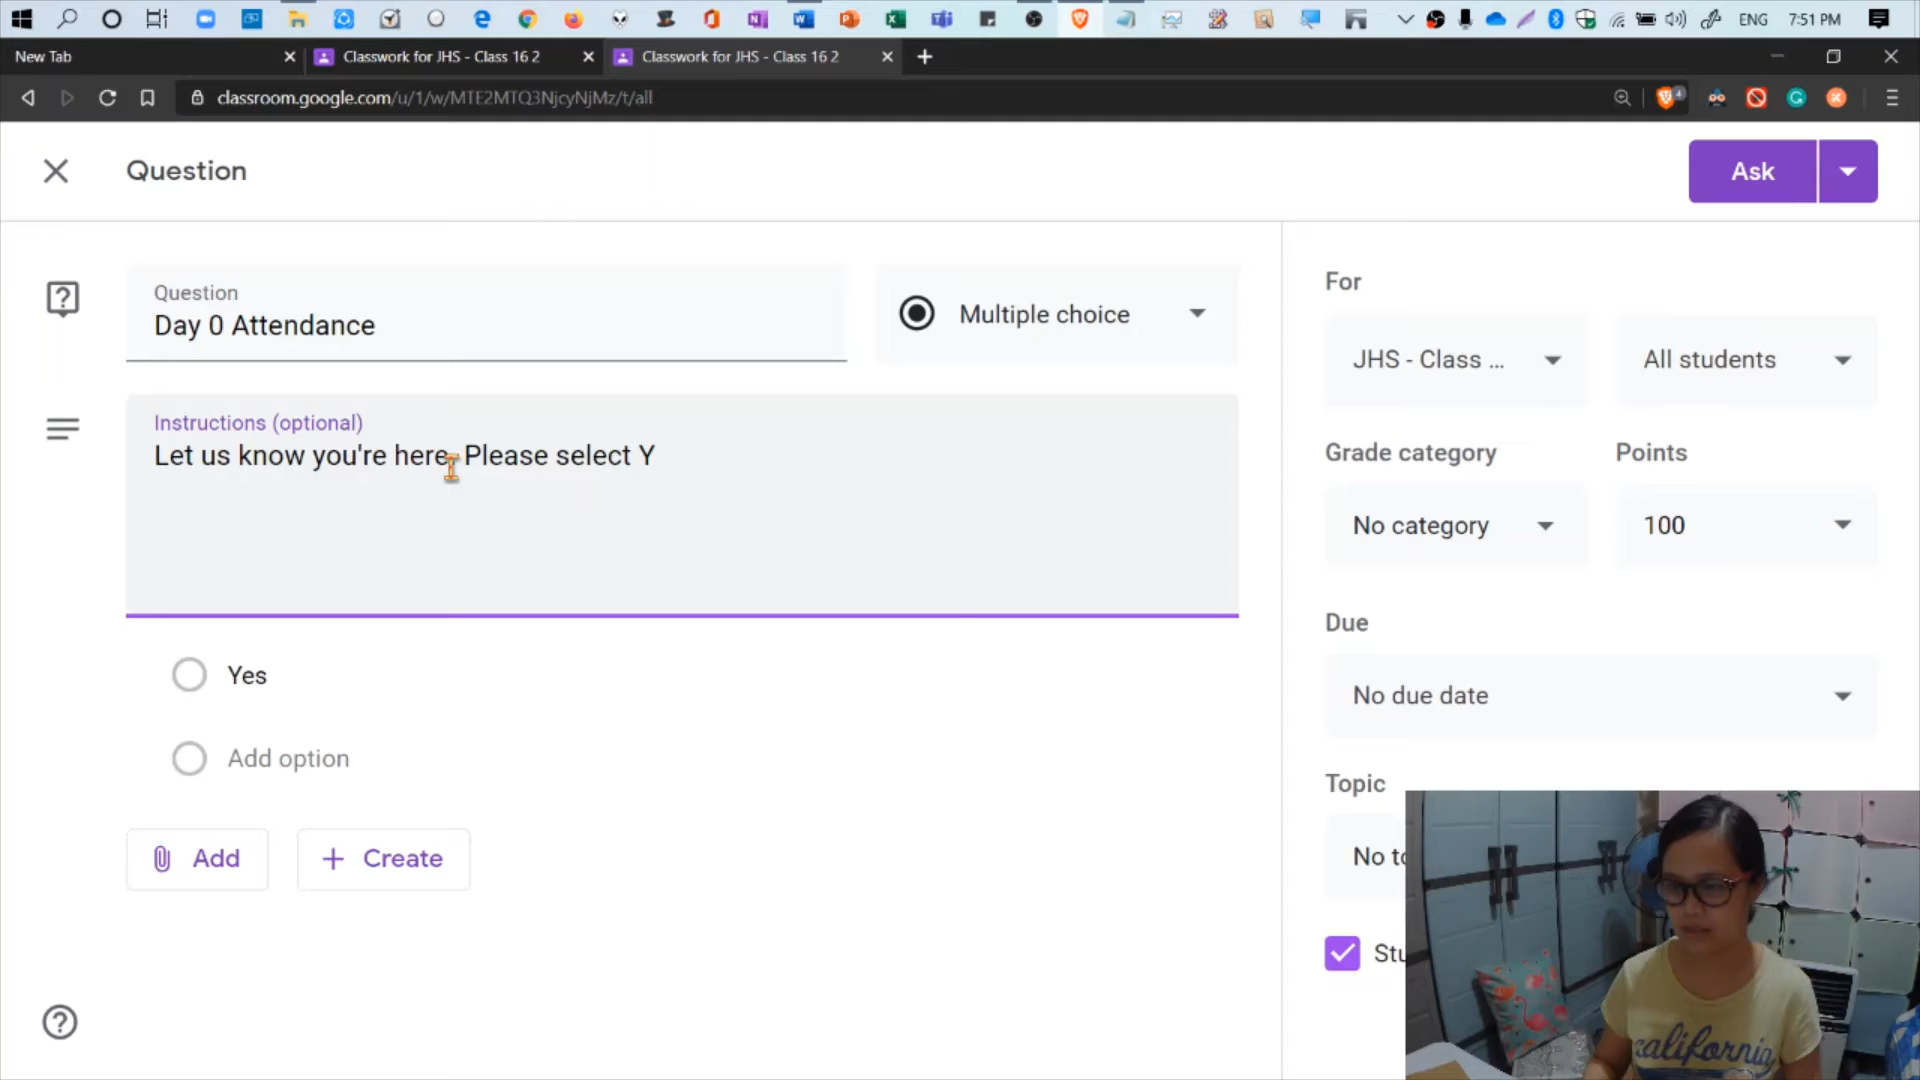 ENG 7:51 PM
New Tab
Classwork for JHS - Class 16 2
Classwork for JHS - Class 16 2
classroom.google.com/u/1/w/MTE2MTQ3NjcyNjMz/t/all
4
Question
Ask
Question
Day 0 Attendance
Multiple choice
Instructions (optional)
Let us know you're here Please select Y
Yes
Add option
Add
Create
For
JHS - Class ...
All students
Grade category
Points
No category
100
Due
No due date
Topic
No
california